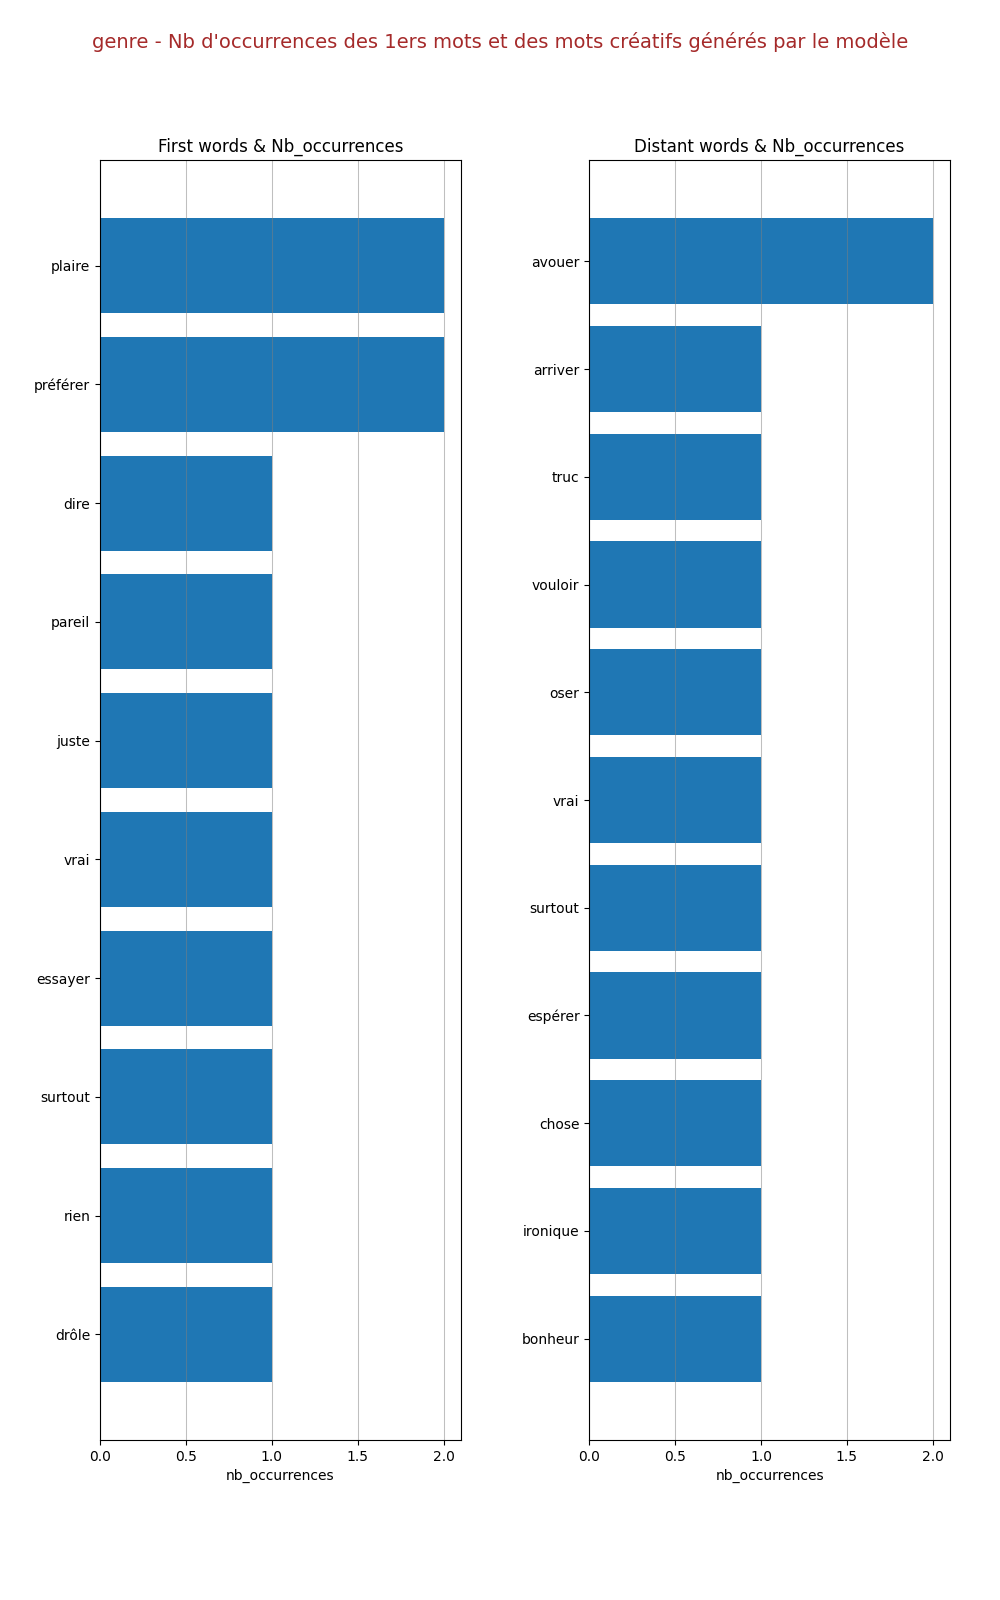 genre - Nb d'occurrences des 1ers mots et des mots créatifs générés par le modèle
First words & Nb_occurrences
plaire
préférer
dire
pareil
juste
vrai
essayer
surtout
rien
drôle
0.0 0.5 1.0 1.5 2.0
nb_occurrences
Distant words & Nb_occurrences
avouer
arriver
truc
vouloir
oser
vrai
surtout
espérer
chose
ironique
bonheur
0.0 0.5 1.0 1.5 2.0
nb_occurrences